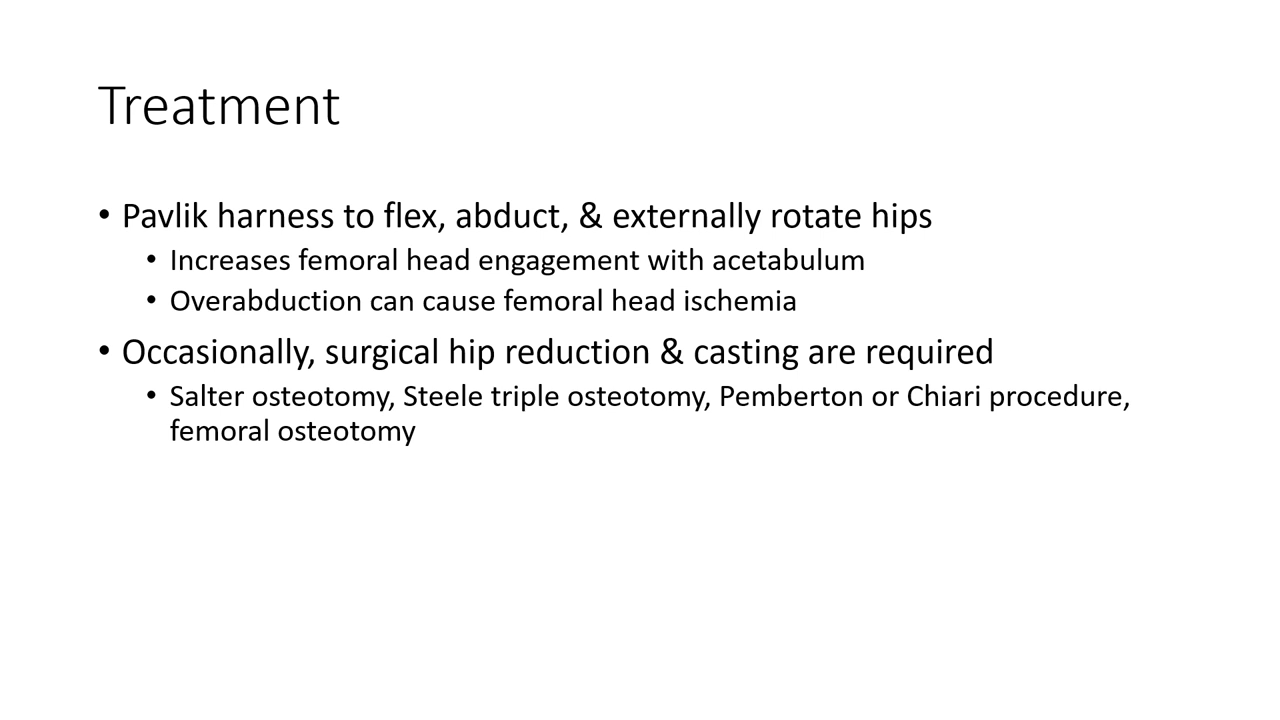 Treatment
• Pavlik harness to flex, abduct, & externally rotate hips
• Increases femoral head engagement with acetabulum
• Overabduction can cause femoral head ischemia
• Occasionally, surgical hip reduction & casting are required
• Salter osteotomy, Steele triple osteotomy, Pemberton or Chiari procedure,
femoral osteotomy